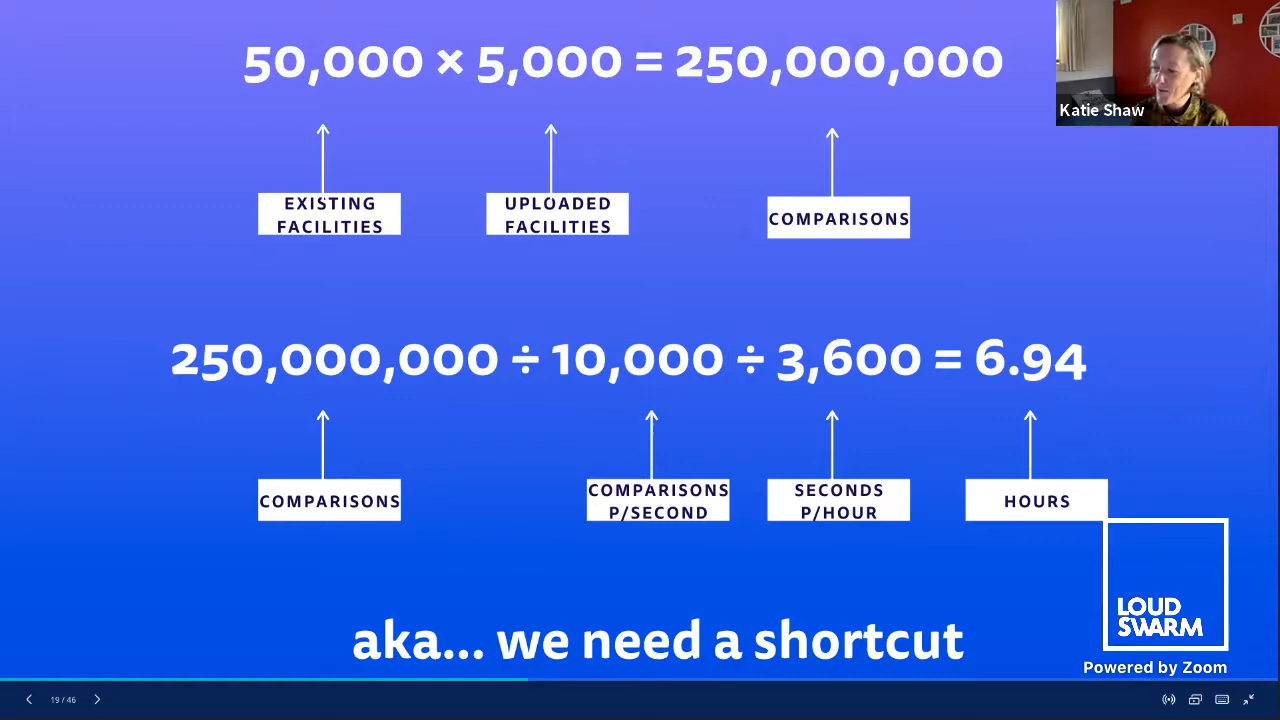 50,000 × 5,000 = 250,000,000
Katie Shaw
EXISTING
FACILITIES
UPLOADED
FACILITIES
COMPARISONS
250,000,000 ÷ 10,000 ÷ 3,600 = 6.94
COMPARISONS
COMPARISONS
P/SECOND
SECONDS
P/HOUR
HOURS
LOUD
SWARM
aka... we need a shortcut
Powered by Zoom
19 / 46